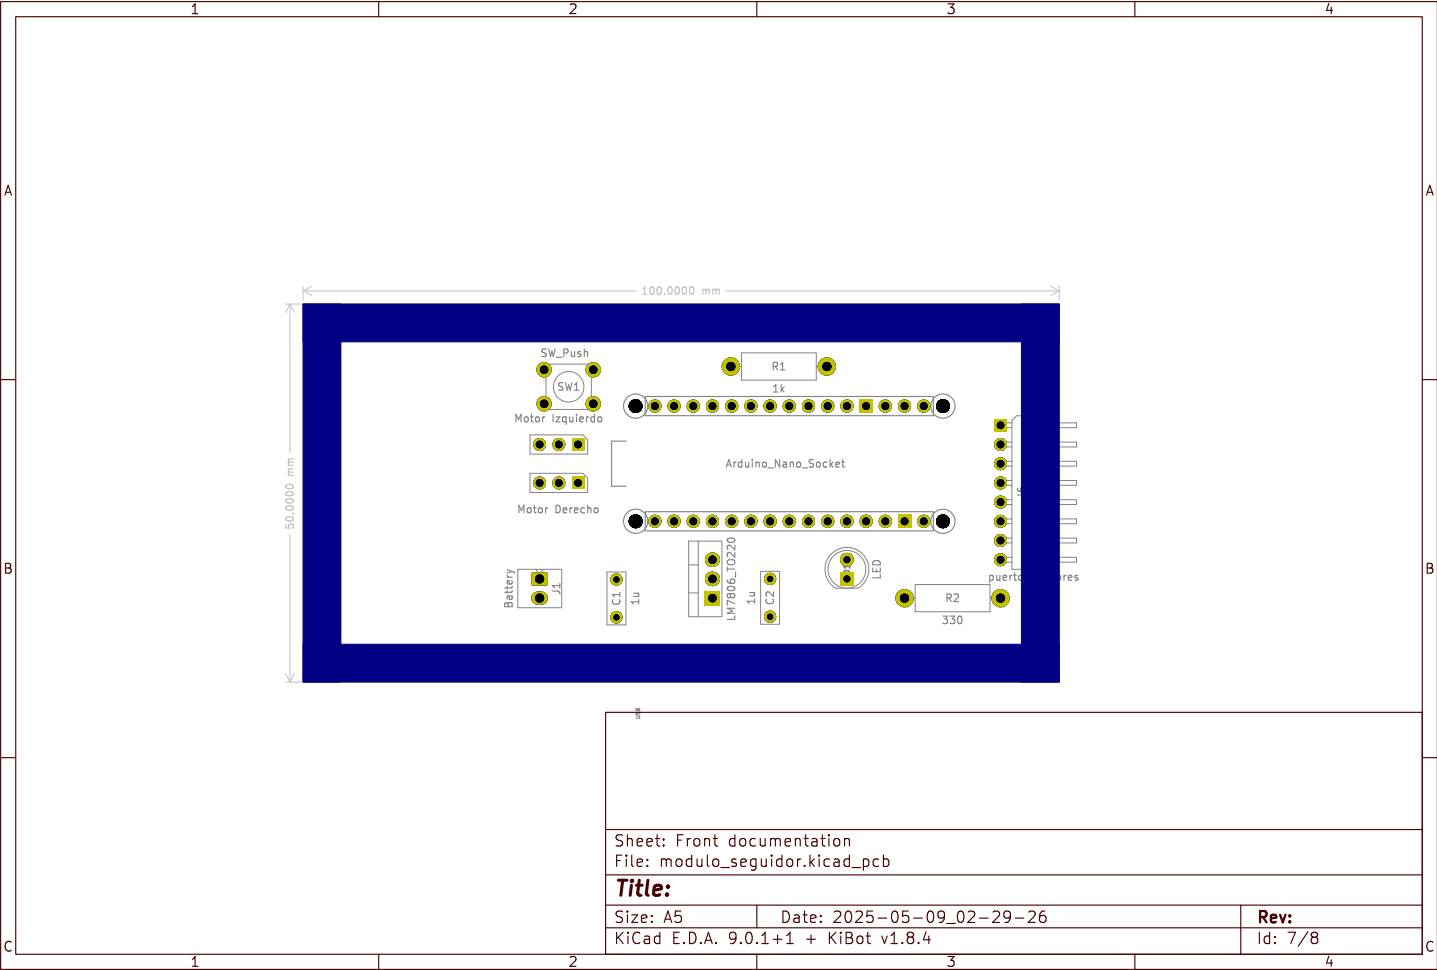 1 2 3 4
A A
100.0000 mm
50.0000 mm
SW_Push
SW1
R1
1k
Motor Izquierdo
Arduino_Nano_Socket
Motor Derecho
Battery
J1
C1
1u
LM7806_TO220
1u
C2
LED
R2
330
B B
USB
Sheet: Front documentation
File: modulo_seguidor.kicad_pcb
Title:
Size: A5 Date: 2025-05-09_02-29-26 Rev:
KiCad E.D.A. 9.0.1+1 + KiBot v1.8.4 Id: 7/8
C C
1 2 3 4